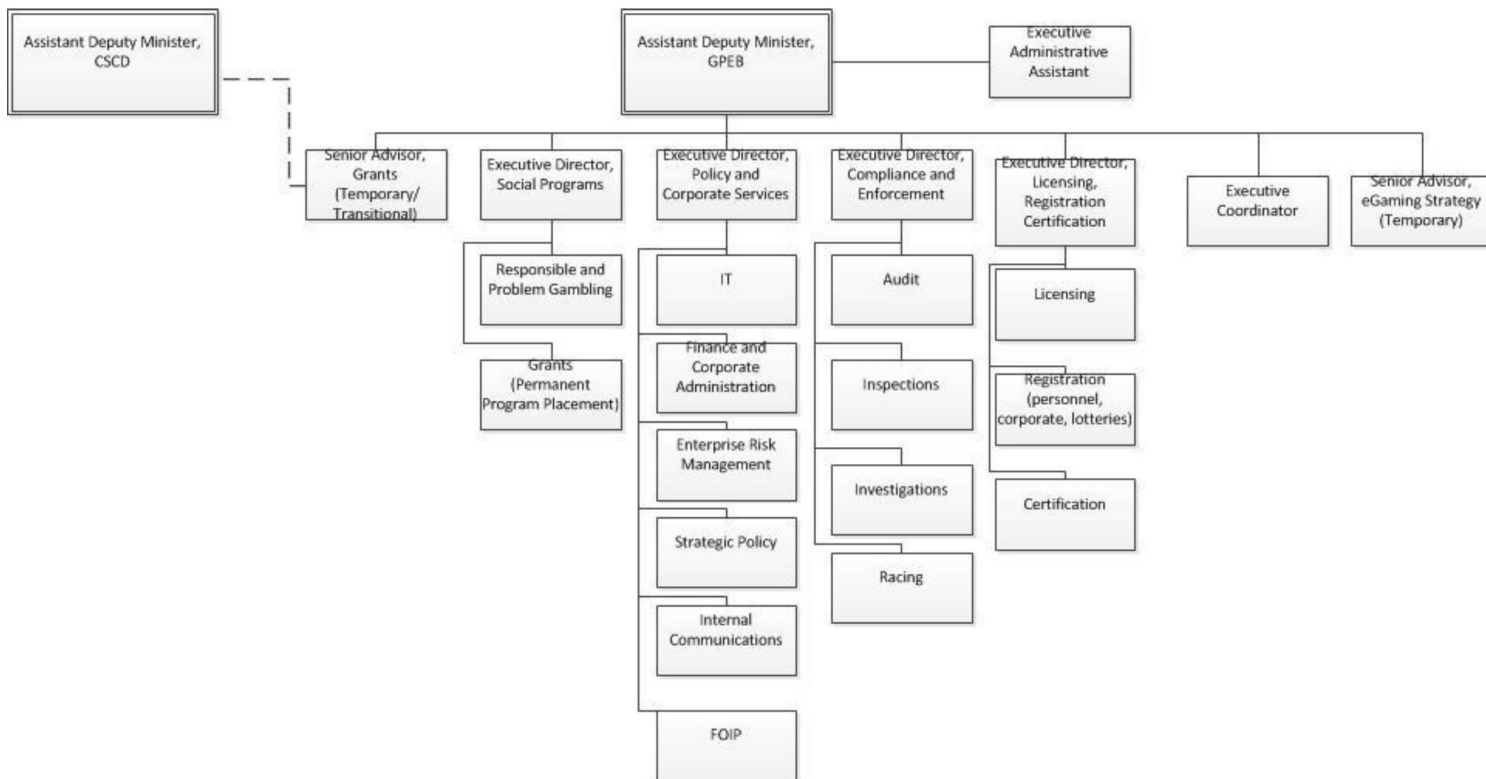 Assistant Deputy Minister,
CSCD
Assistant Deputy Minister,
GPEB
Executive
Administrative
Assistant
Senior Advisor,
Grants
(Temporary/
Transitional)
Executive Director,
Social Programs
Executive Director,
Policy and
Corporate Services
Executive Director,
Compliance and
Enforcement
Executive Director,
Licensing,
Registration
Certification
Executive
Coordinator
Senior Advisor,
eGaming Strategy
(Temporary)
Responsible and
Problem Gambling
Grants
(Permanent
Program Placement)
IT
Finance and
Corporate
Administration
Enterprise Risk
Management
Strategic Policy
Internal
Communications
FOIP
Audit
Inspections
Investigations
Racing
Licensing
Registration
(personnel,
corporate, lotteries)
Certification